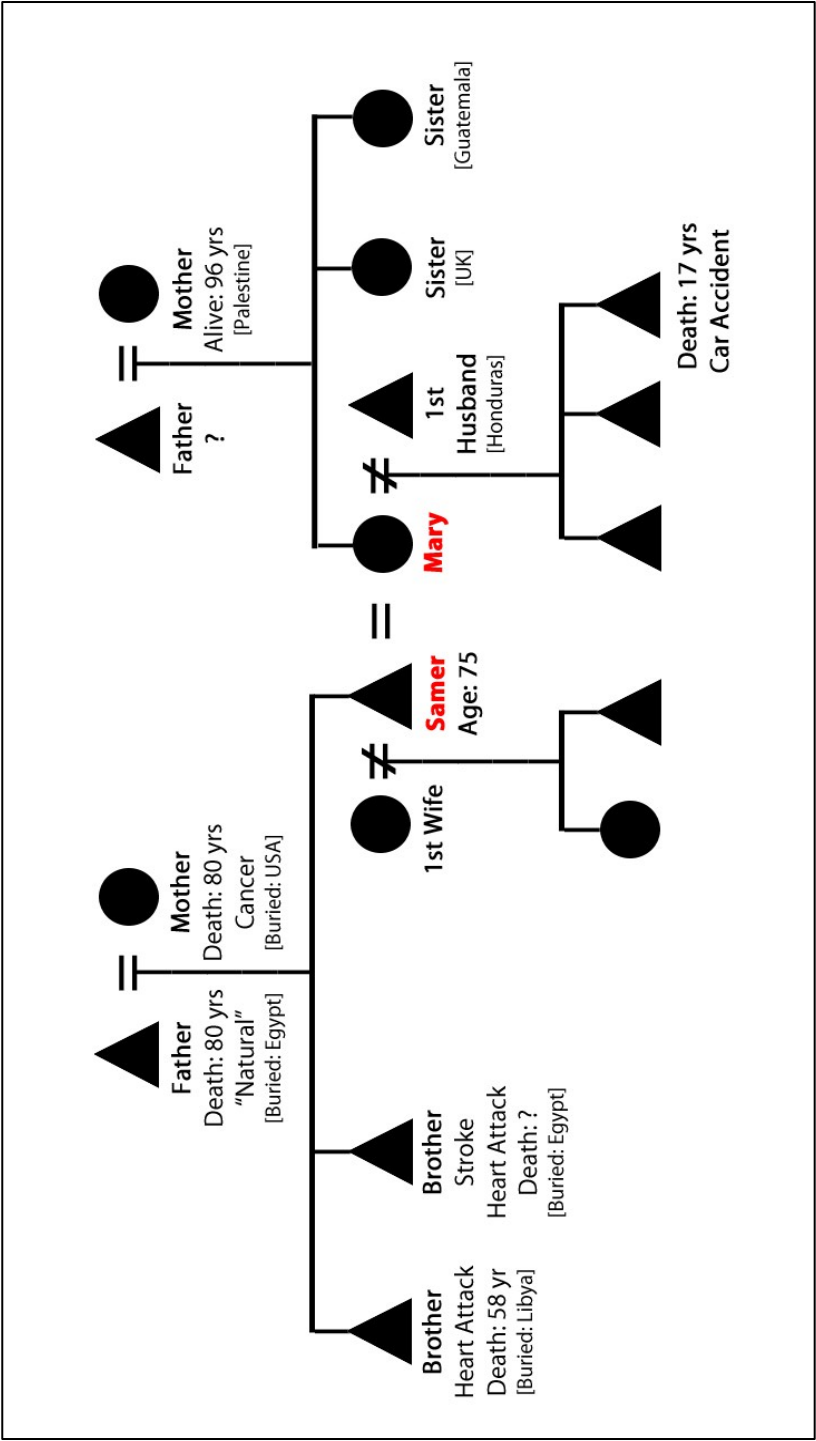 Father
Death: 80 yrs
“Natural”
[Buried: Egypt]
Mother
Death: 80 yrs
Cancer
[Buried: USA]
Father
?
Mother
Alive: 96 yrs
[Palestine]
Brother
Heart Attack
Death: 58 yr
[Buried: Libya]
Brother
Stroke
Heart Attack
Death: ?
[Buried: Egypt]
1st Wife
Samer
Age: 75
Mary
1st
Husband
[Honduras]
Sister
[UK]
Sister
[Guatemala]
Death: 17 yrs
Car Accident